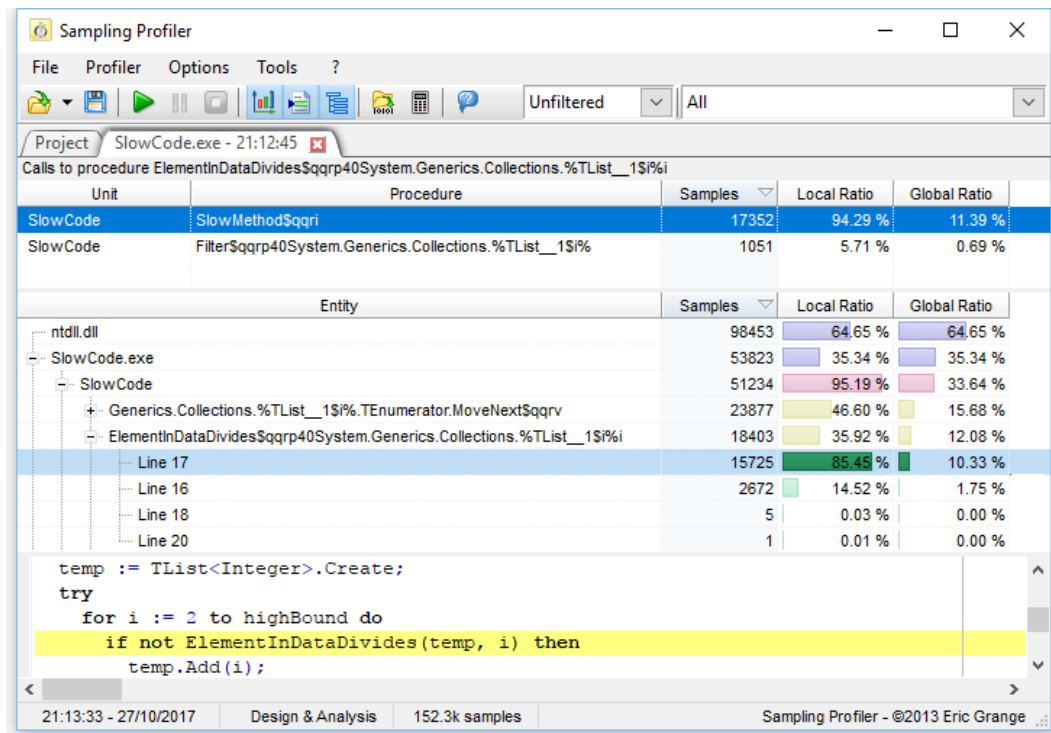 Sampling Profiler
File Profiler Options Tools ?
Unfiltered All
Project SlowCode.exe - 21:12:45
Calls to procedure ElementInDataDivides$qqrp40System.Generics.Collections.%TList__1$i%i
Unit Procedure Samples Local Ratio Global Ratio
SlowCode SlowMethod$qqri 17352 94.29 % 11.39 %
SlowCode Filter$qqrp40System.Generics.Collections.%TList__1$i% 1051 5.71 % 0.69 %
Entity Samples Local Ratio Global Ratio
ntdll.dll 98453 64.65 % 64.65 %
SlowCode.exe 53823 35.34 % 35.34 %
SlowCode 51234 95.19 % 33.64 %
Generics.Collections.%TList__1$i%.TEnumerator.MoveNext$qqrv 23877 46.60 % 15.68 %
ElementInDataDivides$qqrp40System.Generics.Collections.%TList__1$i%i 18403 35.92 % 12.08 %
Line 17 15725 85.45 % 10.33 %
Line 16 2672 14.52 % 1.75 %
Line 18 5 0.03 % 0.00 %
Line 20 1 0.01 % 0.00 %
temp := TList<Integer>.Create;
try
for i := 2 to highBound do
if not ElementInDataDivides(temp, i) then
temp.Add(i);
21:13:33 - 27/10/2017 Design & Analysis 152.3k samples Sampling Profiler - ©2013 Eric Grange